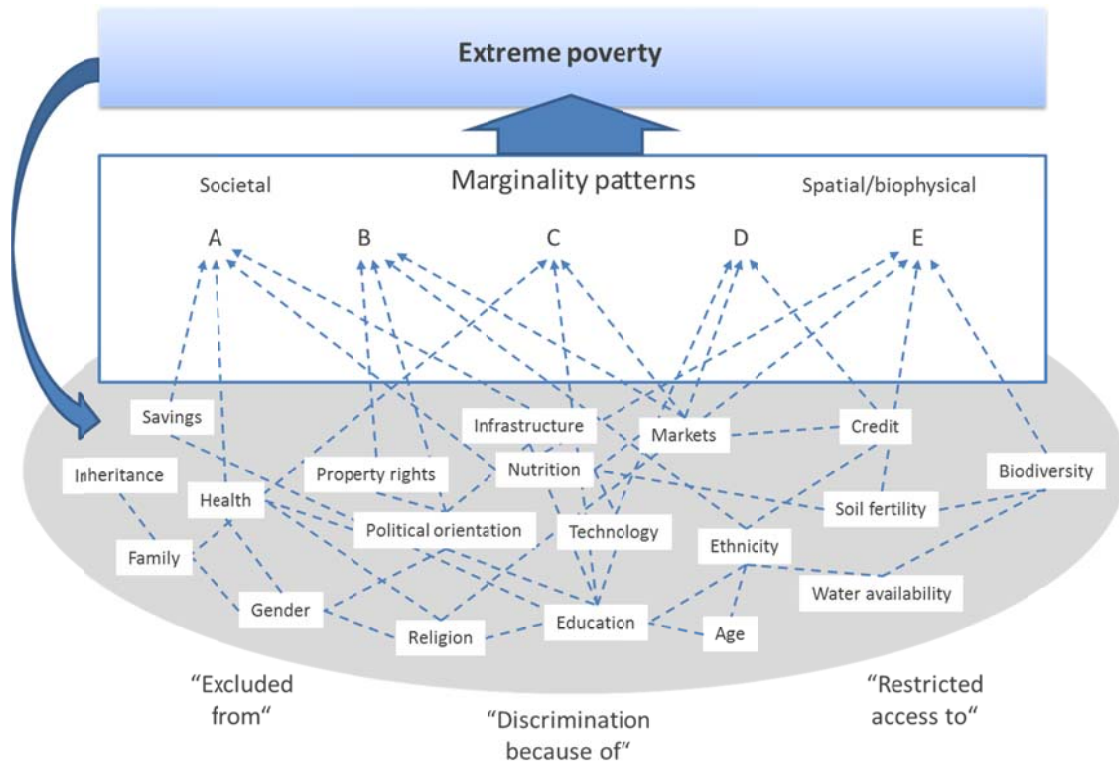 Extreme poverty
Marginality patterns
Societal
Spatial/biophysical
A
B
C
D
E
Savings
Infrastructure
Markets
Credit
Inheritance
Property rights
Nutrition
Biodiversity
Health
Soil fertility
Political orientation
Technology
Ethnicity
Family
Water availability
Gender
Religion
Education
Age
“Excluded
from“
“Discrimination
because of“
“Restricted
access to“